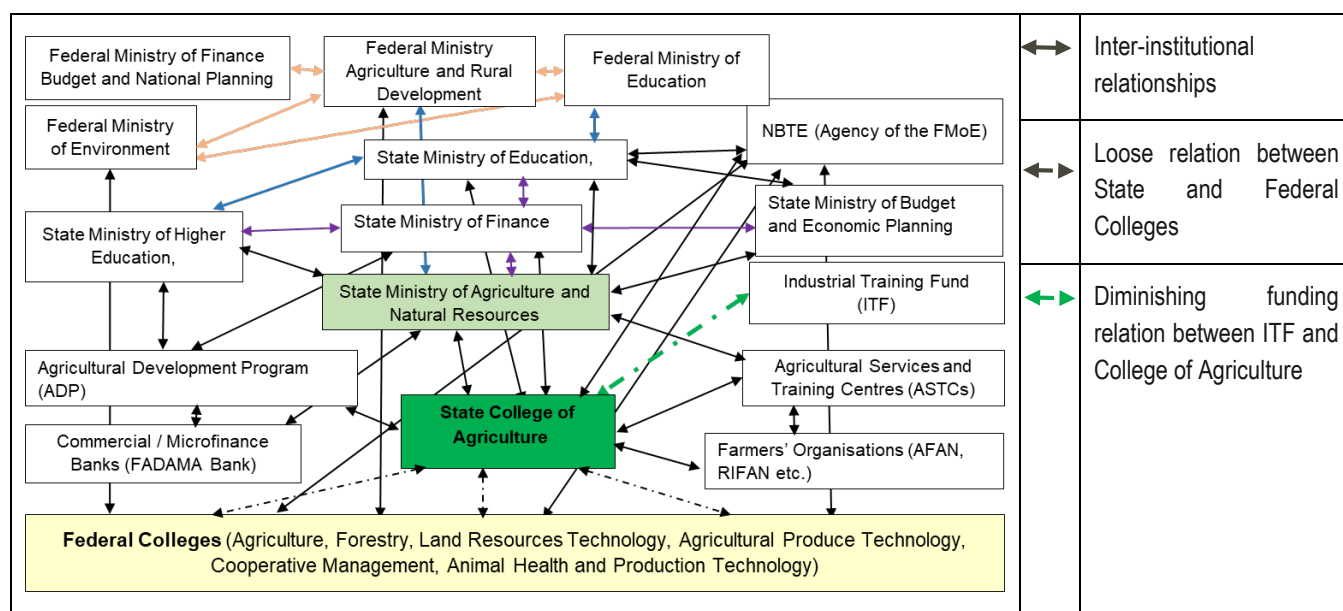 Federal Ministry of Finance
Budget and National Planning
Federal Ministry
Agriculture and Rural
Development
Federal Ministry of
Education
Federal Ministry
of Environment
NBTE (Agency of the FMoE)
State Ministry of Education,
State Ministry of Higher
Education,
State Ministry of Finance
State Ministry of Budget
and Economic Planning
State Ministry of Agriculture and
Natural Resources
Industrial Training Fund
(ITF)
Agricultural Development Program
(ADP)
Agricultural Services and
Training Centres (ASTCs)
State College of
Agriculture
Commercial / Microfinance
Banks (FADAMA Bank)
Farmers' Organisations (AFAN,
RIFAN etc.)
Federal Colleges (Agriculture, Forestry, Land Resources Technology, Agricultural Produce Technology,
Cooperative Management, Animal Health and Production Technology)
Inter-institutional
relationships
Loose relation between
State and Federal
Colleges
Diminishing funding
relation between ITF and
College of Agriculture